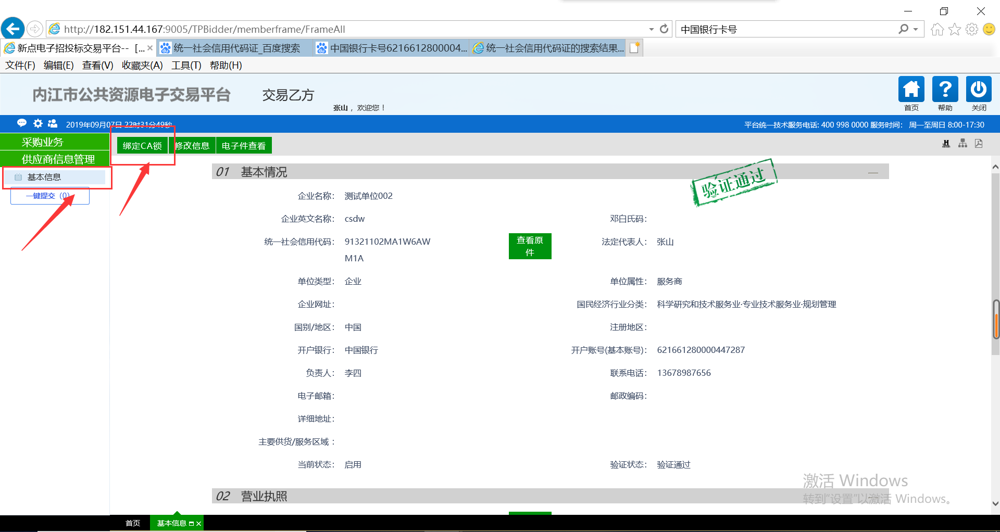 http://182.151.44.167:9005/TPBidder/memberframe/FrameAll
中国银行卡号
新点电子招投标交易平台-- [...
统一社会信用代码证_百度搜索
中国银行卡号6216612800004...
统一社会信用代码证的搜索结果...
文件(F) 编辑(E) 查看(V) 收藏夹(A) 工具(T) 帮助(H)
内江市公共资源电子交易平台
交易乙方
张山，欢迎您！
首页 帮助 关闭
2019年09月07日 22时31分49秒
平台统一技术服务电话: 400 998 0000 服务时间： 周一至周日 8:00-17:30
采购业务
供应商信息管理
基本信息
一键提交（0）
绑定CA锁 修改信息 电子件查看
01 基本情况
验证通过
企业名称： 测试单位002
企业英文名称： csdw
邓白氏码：
统一社会信用代码： 91321102MA1W6AW
M1A
查看原
件
法定代表人： 张山
单位类型： 企业
单位属性： 服务商
企业网址：
国民经济行业分类： 科学研究和技术服务业·专业技术服务业·规划管理
国别/地区： 中国
注册地区：
开户银行： 中国银行
开户账号(基本账号)： 621661280000447287
负责人： 李四
联系电话： 13678987656
电子邮箱：
邮政编码：
详细地址：
主要供货/服务区域：
当前状态： 启用
验证状态： 验证通过
激活 Windows
转到"设置"以激活 Windows。
02 营业执照
首页 基本信息